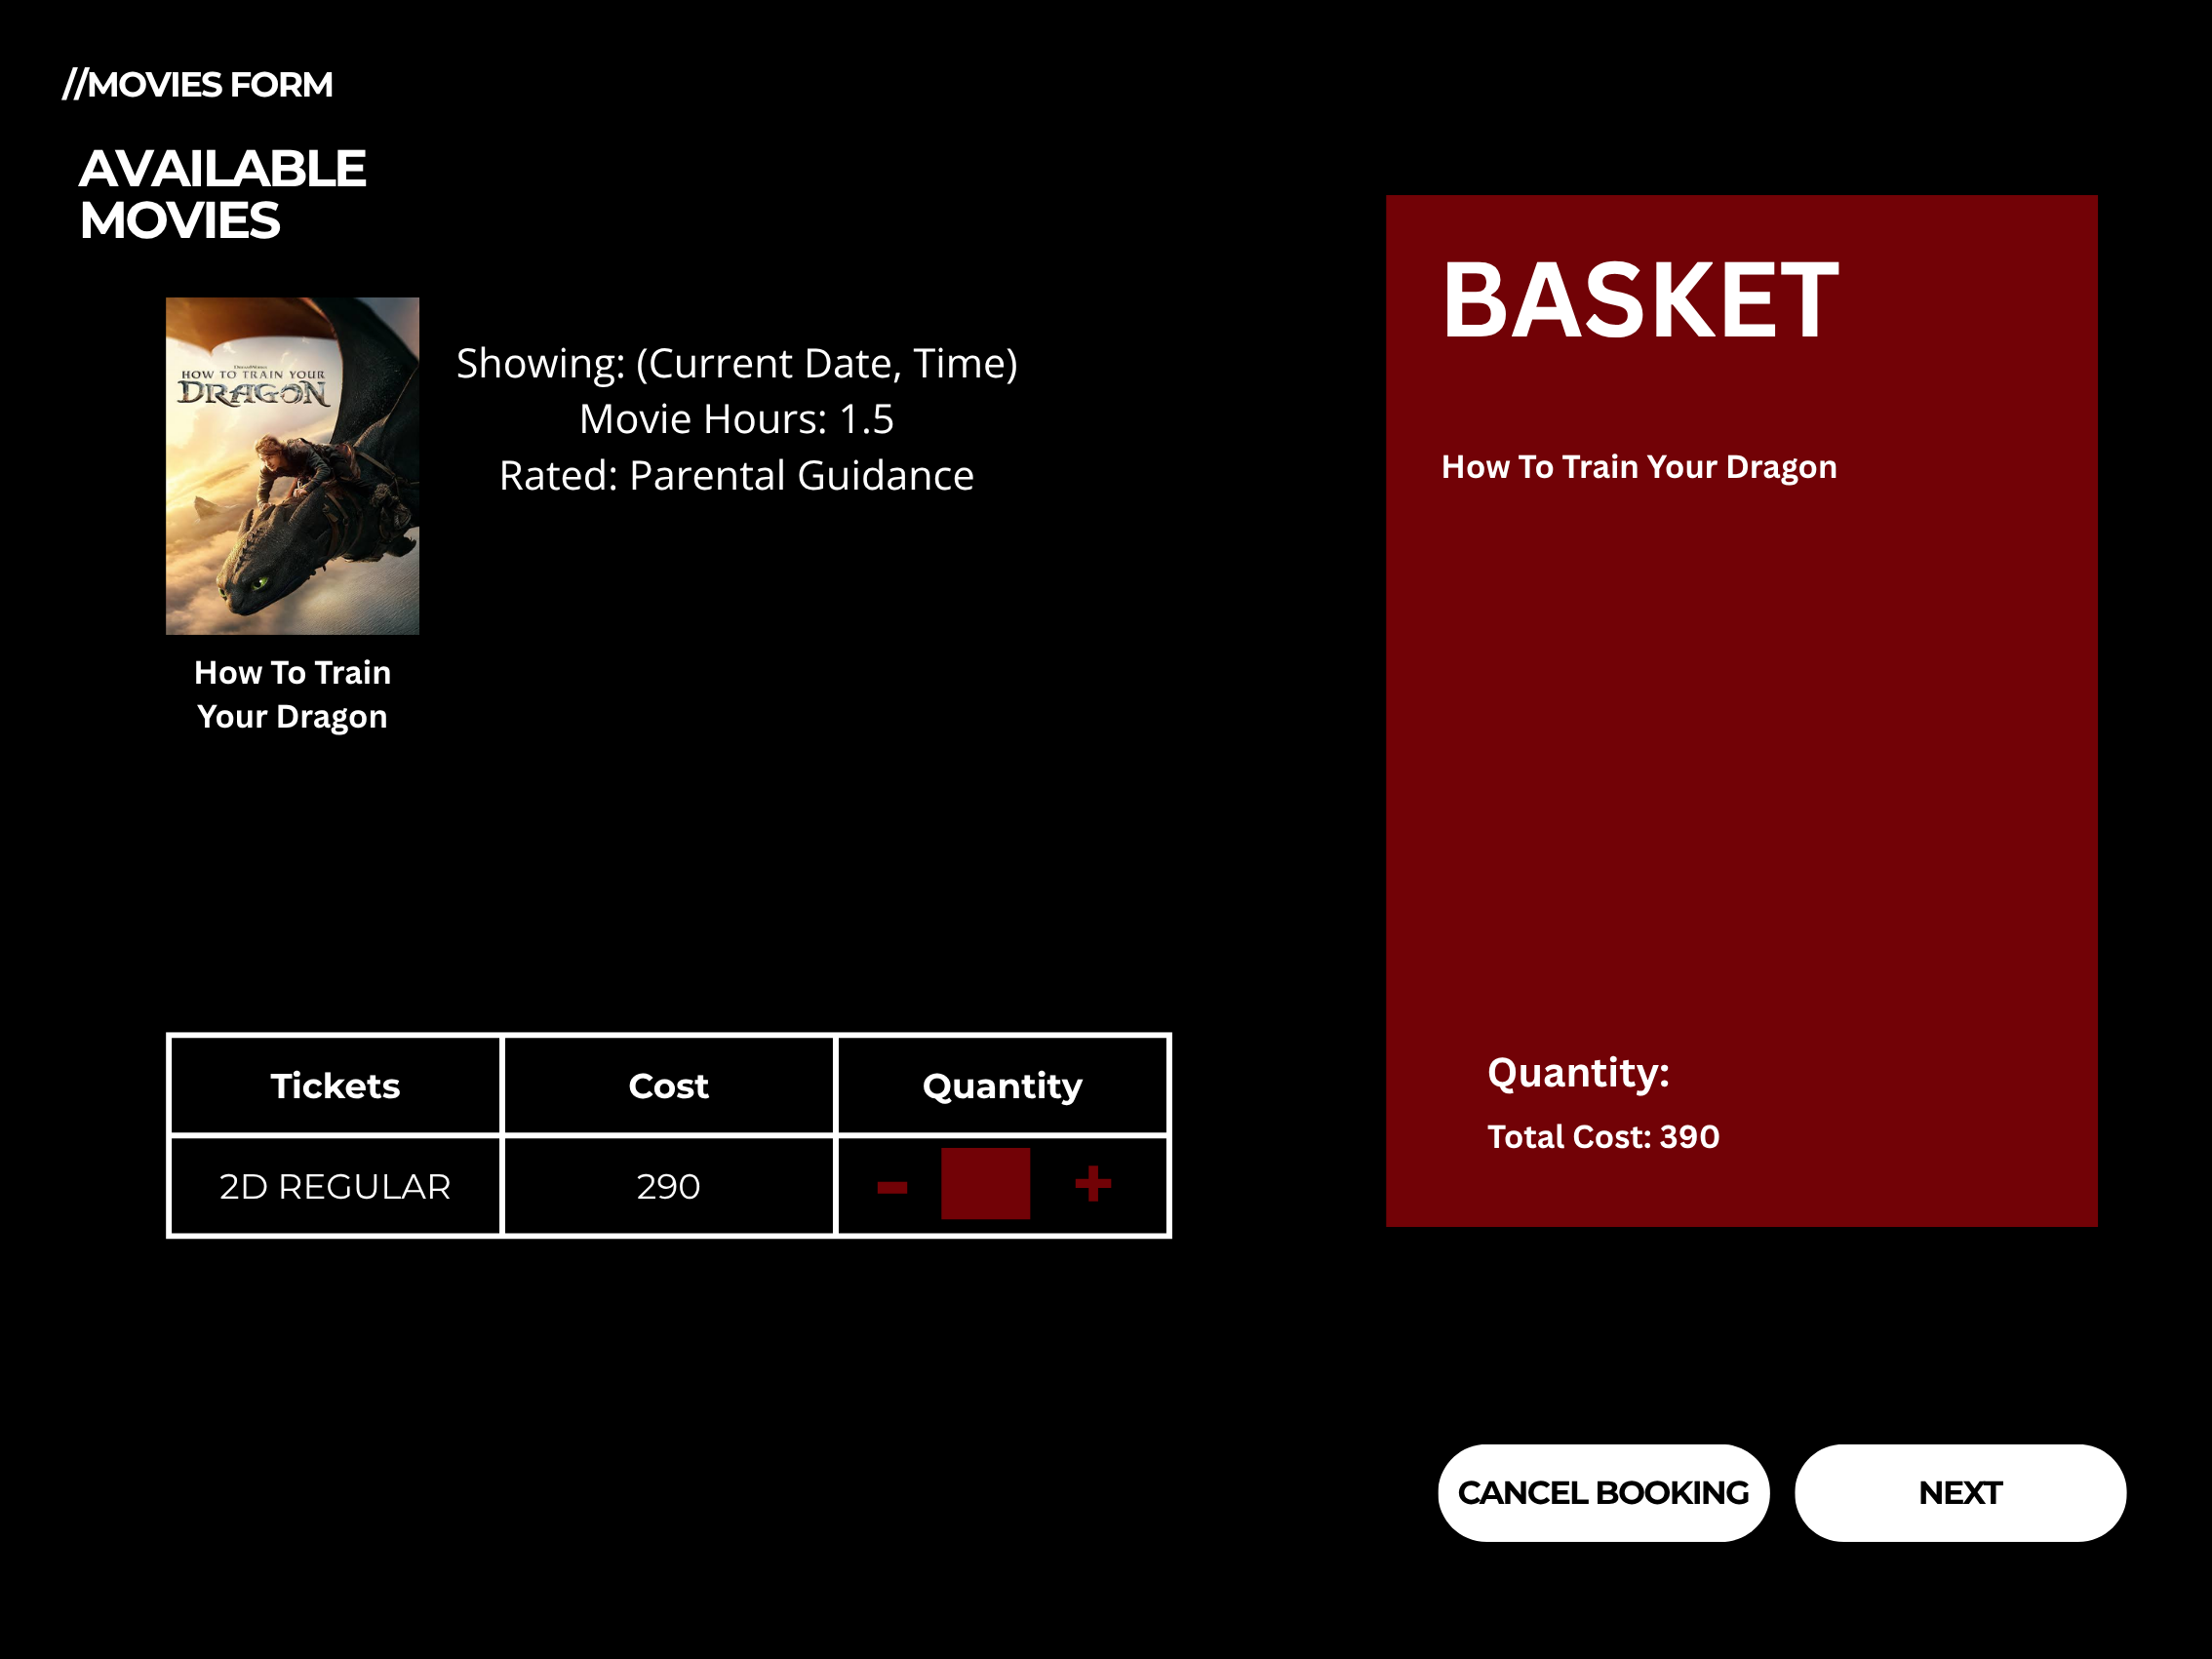 //MOVIES FORM
AVAILABLE
MOVIES
DreamWorks
HOW TO TRAIN YOUR
DRAGON
Showing: (Current Date, Time)
Movie Hours: 1.5
Rated: Parental Guidance
How To Train
Your Dragon
Tickets
Cost
Quantity
2D REGULAR
290
-
+
BASKET
How To Train Your Dragon
Quantity:
Total Cost: 390
CANCEL BOOKING
NEXT